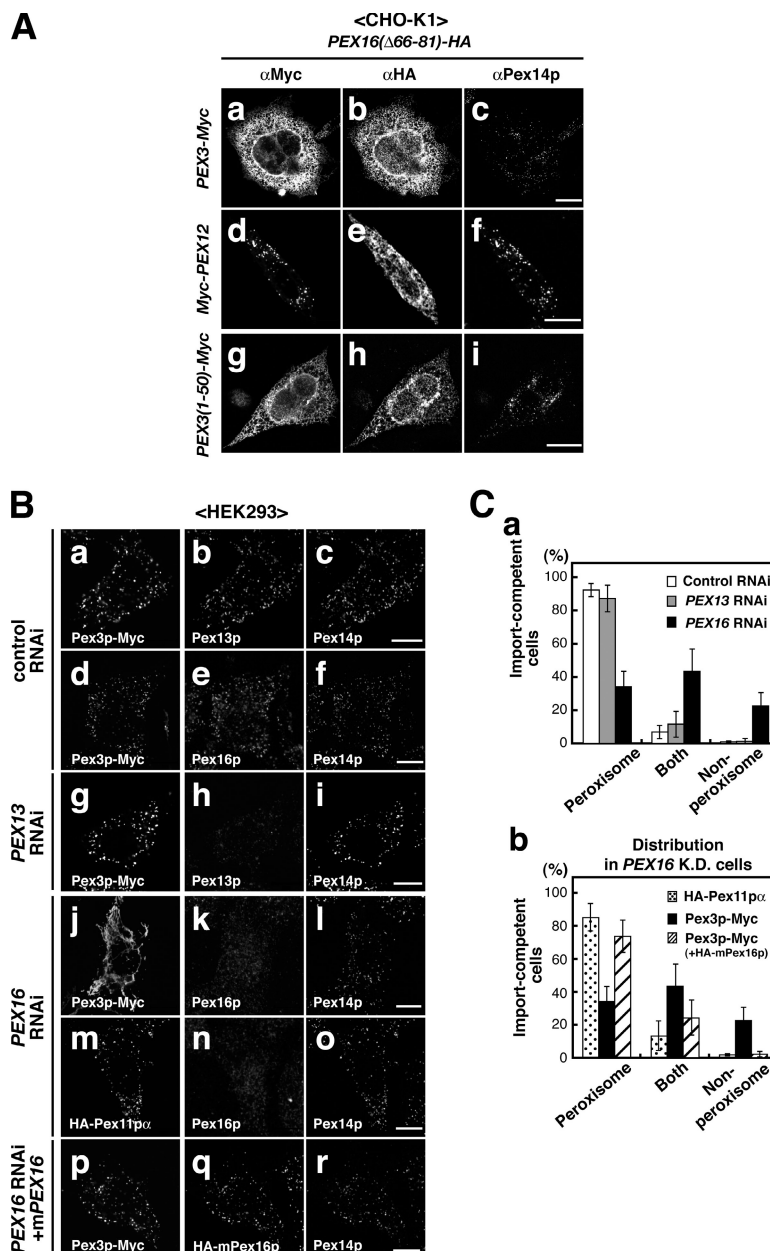 A
<CHO-K1>
PEX16(Δ66-81)-HA
αMyc αHA αPex14p
PEX3-Myc
a b c
Myc-PEX12
d e f
PEX3(1-50)-Myc
g h i
B
<HEK293>
control
RNAi
a b c
Pex3p-Myc Pex13p Pex14p
d e f
Pex3p-Myc Pex16p Pex14p
PEX13
RNAi
g h i
Pex3p-Myc Pex13p Pex14p
PEX16
RNAi
j k l
Pex3p-Myc Pex16p Pex14p
m n o
HA-Pex11pα Pex16p Pex14p
PEX16 RNAi
+mPEX16
p q r
Pex3p-Myc HA-mPex16p Pex14p
C
a
(%)
100
80
60
40
20
0
Import-competent
cells
Control RNAi
PEX13 RNAi
PEX16 RNAi
Peroxisome
Both
Non-
peroxisome
b
Distribution
in PEX16 K.D. cells
(%)
100
80
60
40
20
0
Import-competent
cells
HA-Pex11pα
Pex3p-Myc
Pex3p-Myc
(+HA-mPex16p)
Peroxisome
Both
Non-
peroxisome